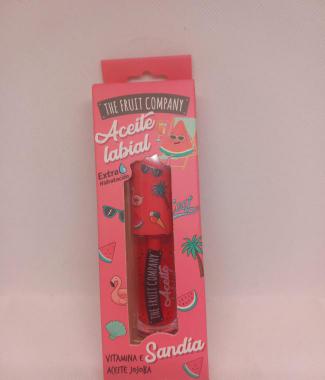 THE FRUIT COMPANY
Aceite
labial
Extra
Hidratación
THE FRUIT COMPANY
Aceite
Sandía
VITAMINA E
ACEITE JOJOBA